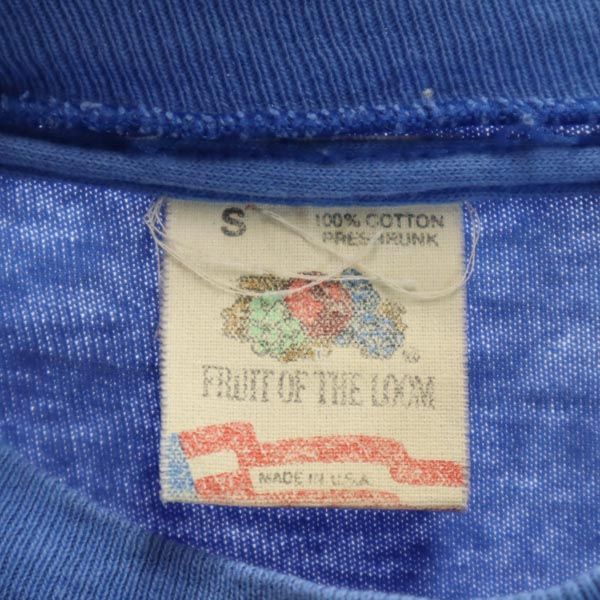 S
100% COTTON
PRESHRUNK
®
FRUIT OF THE LOOM
MADE IN U.S.A.